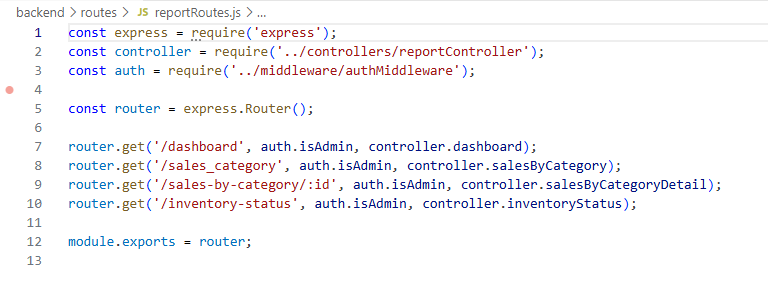 backend > routes > JS reportRoutes.js > ...
1 const express = require('express');
2 const controller = require('../controllers/reportController');
3 const auth = require('../middleware/authMiddleware');
4
5 const router = express.Router();
6
7 router.get('/dashboard', auth.isAdmin, controller.dashboard);
8 router.get('/sales_category', auth.isAdmin, controller.salesByCategory);
9 router.get('/sales-by-category/:id', auth.isAdmin, controller.salesByCategoryDetail);
10 router.get('/inventory-status', auth.isAdmin, controller.inventoryStatus);
11
12 module.exports = router;
13